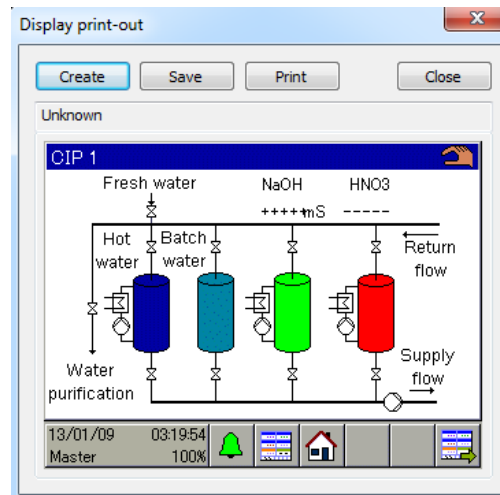 Display print-out
Create Save Print Close
Unknown
CIP 1
Fresh water NaOH HNO3
+++++mS -----
Hot Batch Return
water water flow
Water Supply
purification flow
13/01/09 03:19:54
Master 100%